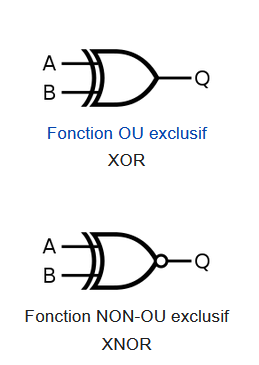 A
B
Q
Fonction OU exclusif
XOR
A
B
Q
Fonction NON-OU exclusif
XNOR